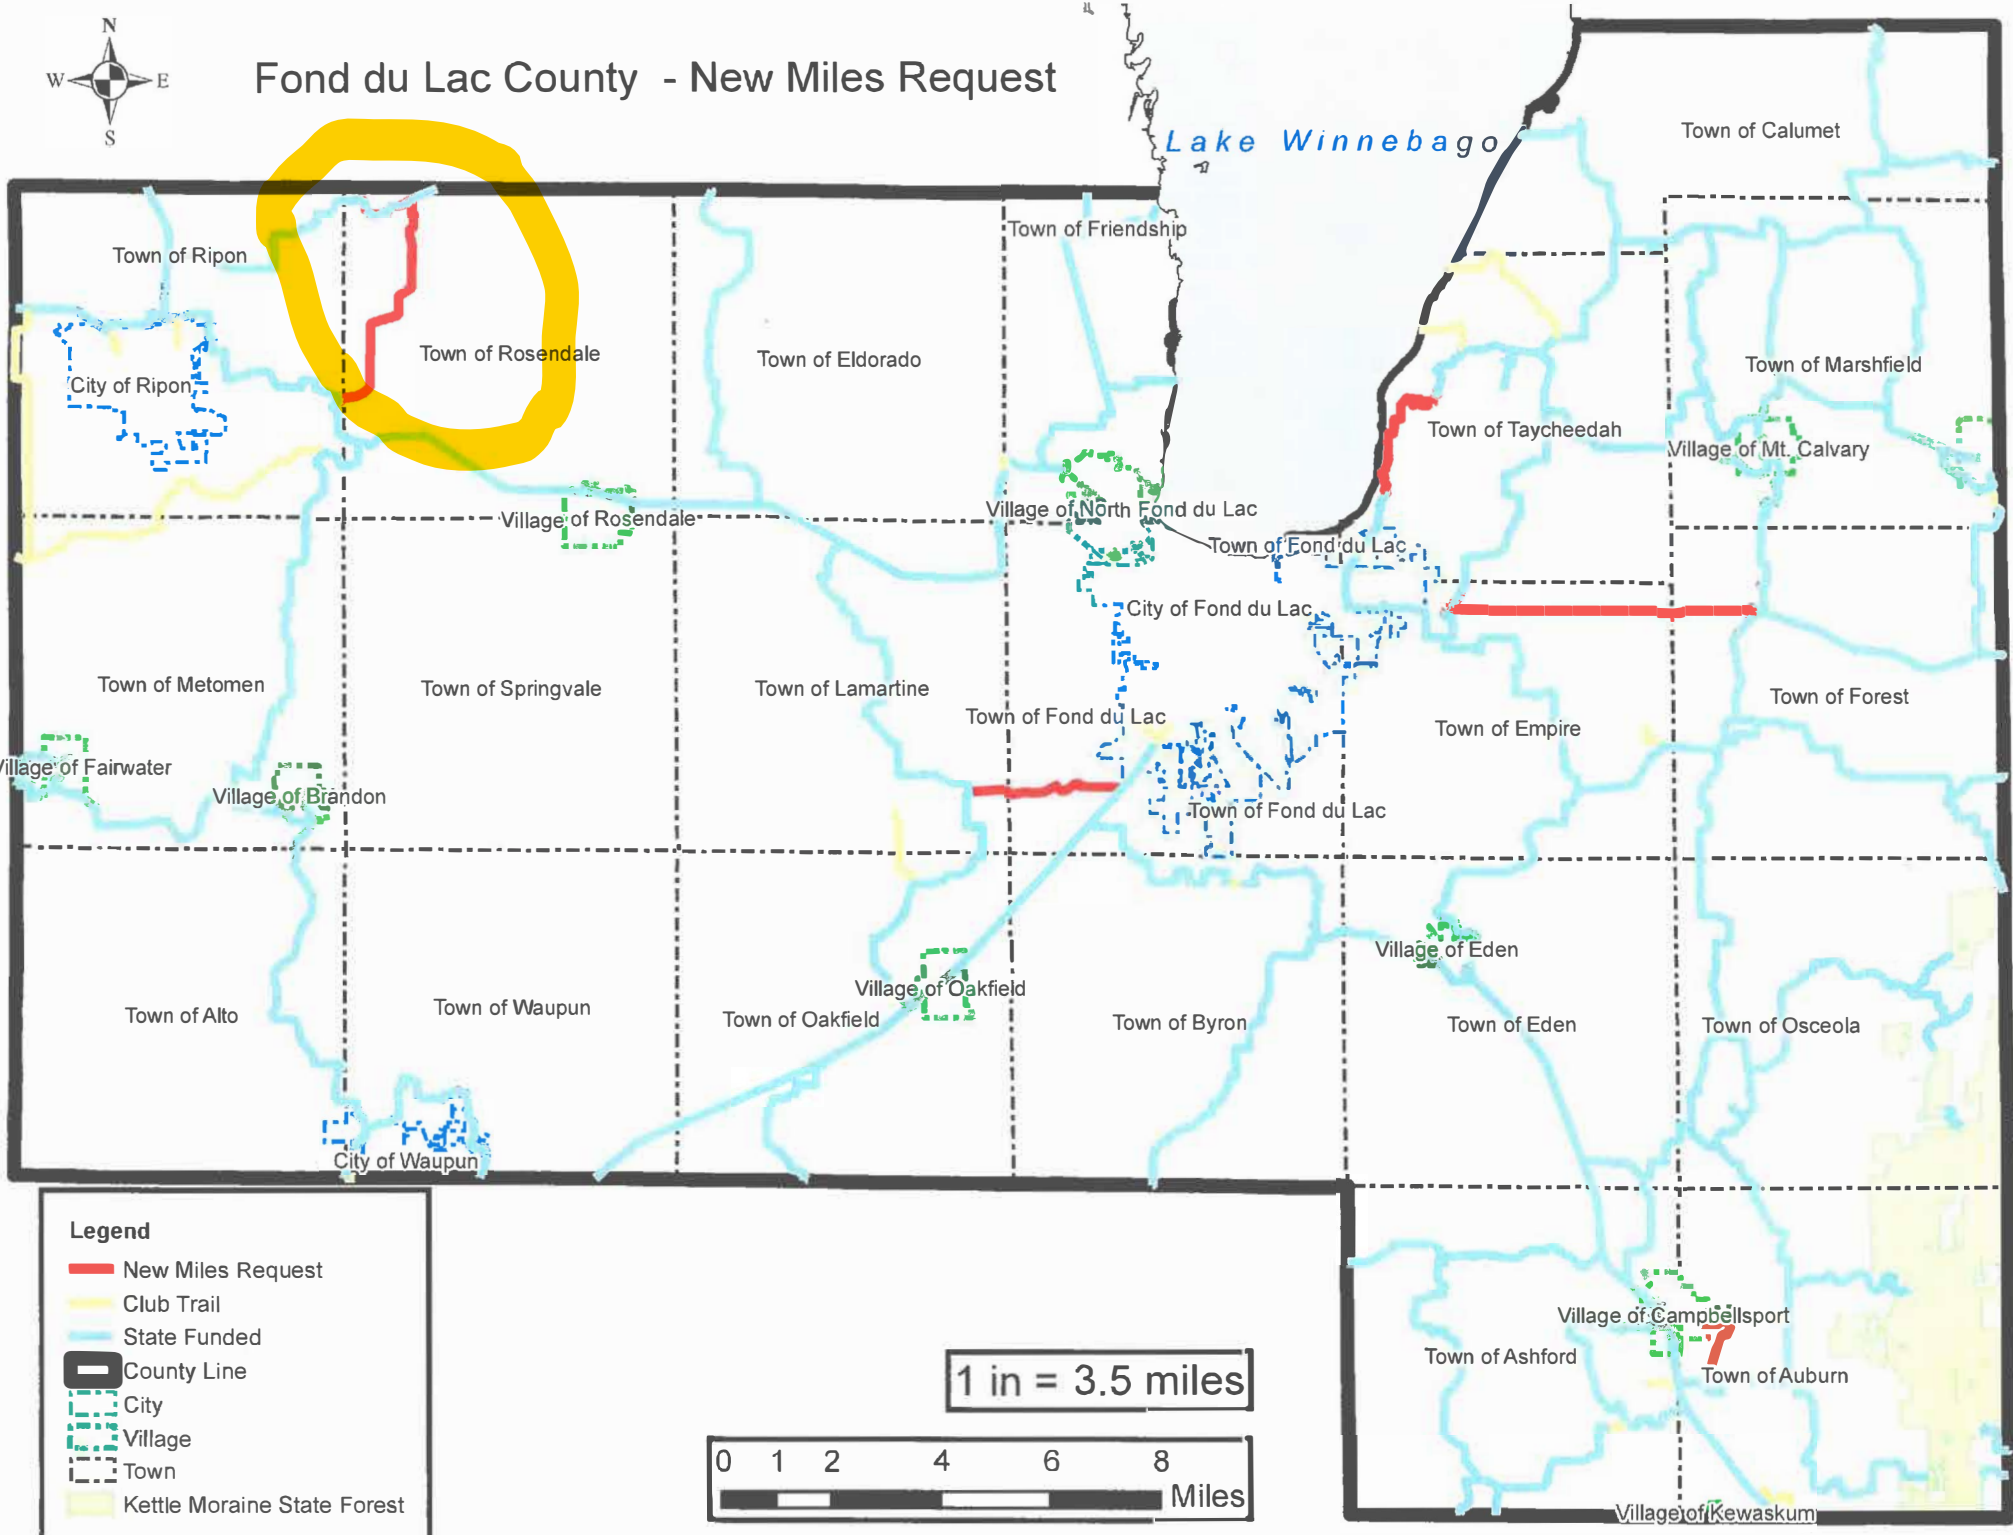 N
W E
S
Fond du Lac County - New Miles Request
Lake Winnebago
Town of Calumet
Town of Ripon
Town of Friendship
Town of Rosendale
Town of Eldorado
Town of Marshfield
City of Ripon
Town of Taycheedah
Village of Mt. Calvary
Village of Rosendale
Village of North Fond du Lac
Town of Fond du Lac
City of Fond du Lac
Town of Metomen
Town of Springvale
Town of Lamartine
Town of Fond du Lac
Town of Empire
Town of Forest
Village of Fairwater
Village of Brandon
Town of Fond du Lac
Village of Eden
Village of Oakfield
Town of Alto
Town of Waupun
Town of Oakfield
Town of Byron
Town of Eden
Town of Osceola
City of Waupun
Village of Campbellsport
Town of Ashford
Town of Auburn
Village of Kewaskum
Legend
New Miles Request
Club Trail
State Funded
County Line
City
Village
Town
Kettle Moraine State Forest
1 in = 3.5 miles
0 1 2 4 6 8
Miles